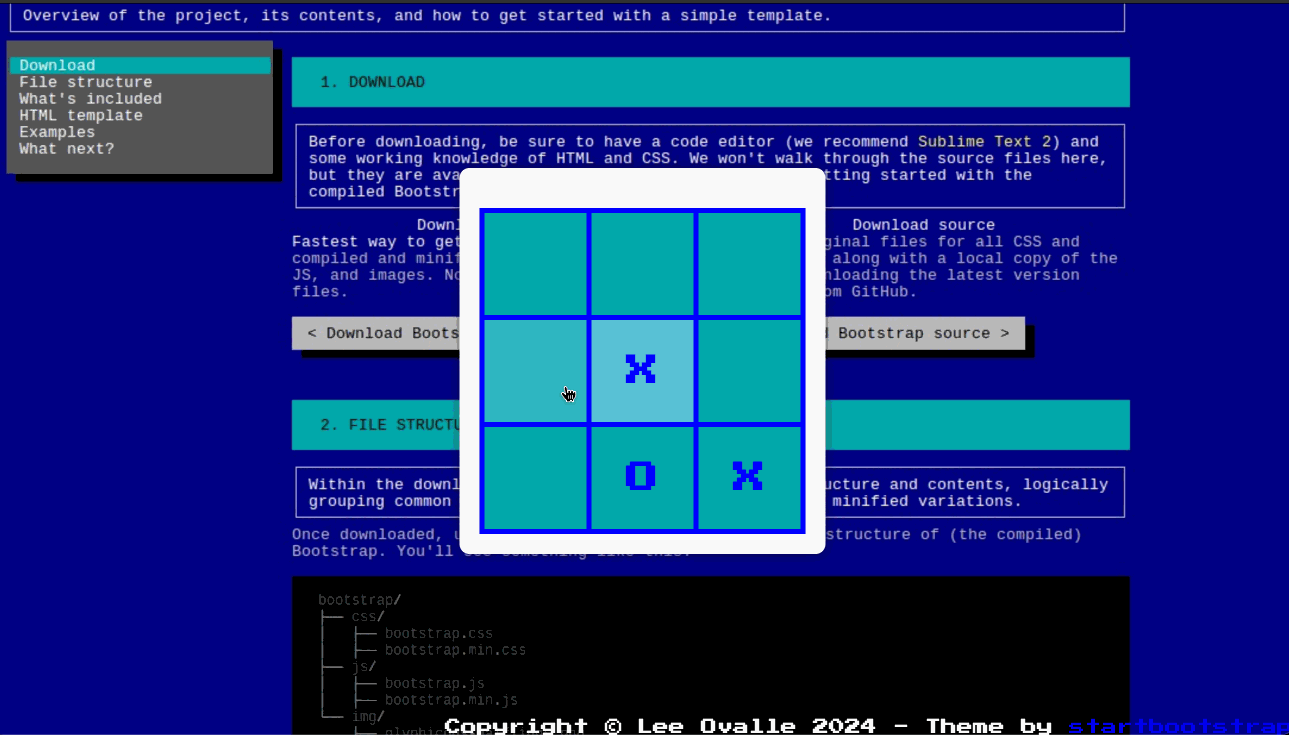 Overview of the project, its contents, and how to get started with a simple template.
Download
File structure
What's included
HTML template
Examples
What next?
1. DOWNLOAD
Before downloading, be sure to have a code editor (we recommend Sublime Text 2) and
some working knowledge of HTML and CSS. We won't walk through the source files here,
but they are tting started with the
compiled
Download source
Fastest way to get ginal files for all CSS and
compiled and along with a local copy of the
JS, and images. nloading the latest version
files. om GitHub.
< Download Boots
Bootstrap source >
2. FILE
X
O X
Within the ucture and contents, logically
grouping common minified variations.
Once downloaded, structure of (the compiled)
Bootstrap. You'll
bootstrap/
├── css/
│   ├── bootstrap.css
│   ├── bootstrap.min.css
├── js/
│   ├── bootstrap.js
│   ├── bootstrap.min.js
└── img/
Copyright © Lee Ovalle 2024 - Theme by startbootstrap